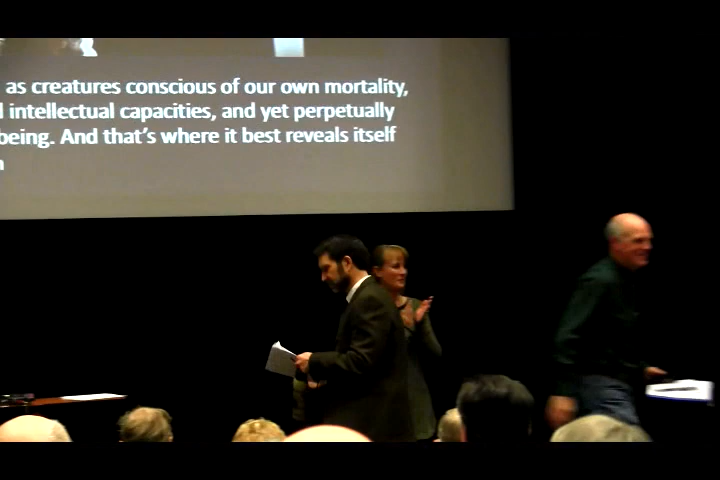 as creatures conscious of our own mortality,
intellectual capacities, and yet perpetually
being. And that's where it best reveals itself